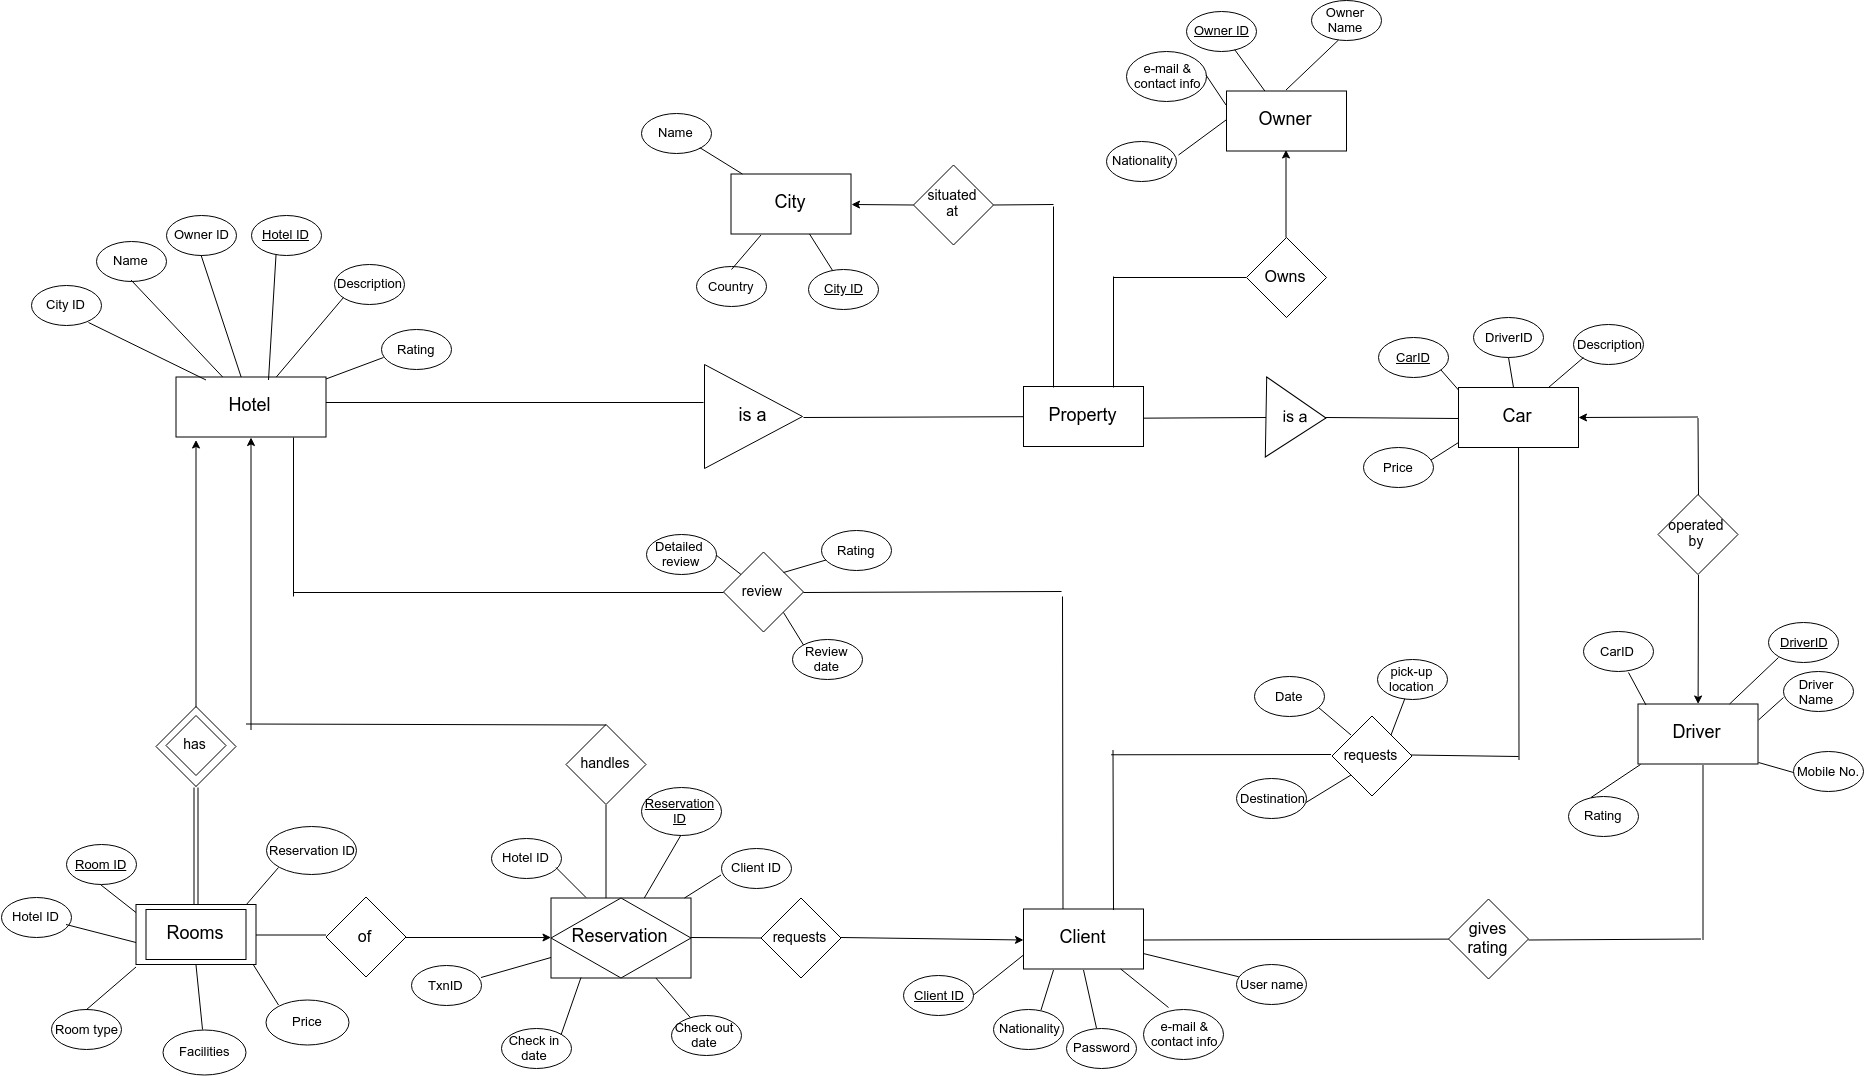 Owner
Name
Owner ID
e-mail &
contact info
Owner
Nationality
Name
City
situated
at
Country
City ID
Owns
Owner ID
Hotel ID
Name
Description
City ID
Rating
Hotel
is a
Property
is a
CarID
DriverID
Description
Car
Price
operated
by
Detailed
review
Rating
review
Review
date
CarID
DriverID
Driver
Name
Driver
Mobile No.
Rating
Date
pick-up
location
requests
Destination
has
handles
Reservation
ID
Hotel ID
Client ID
Room ID
Reservation ID
Hotel ID
Rooms
of
Reservation
requests
Client
gives
rating
TxnID
Check in
date
Check out
date
Room type
Facilities
Price
Client ID
Nationality
Password
e-mail &
contact info
User name